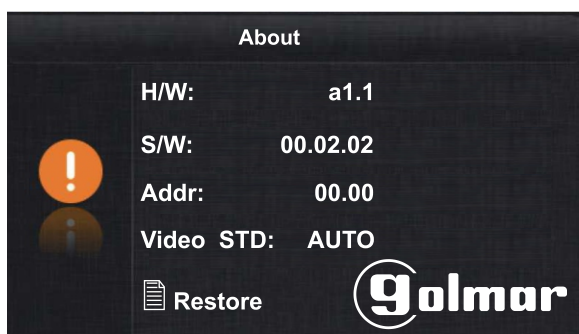 About
H/W: a1.1
S/W: 00.02.02
Addr: 00.00
Video STD: AUTO
Restore
golmar